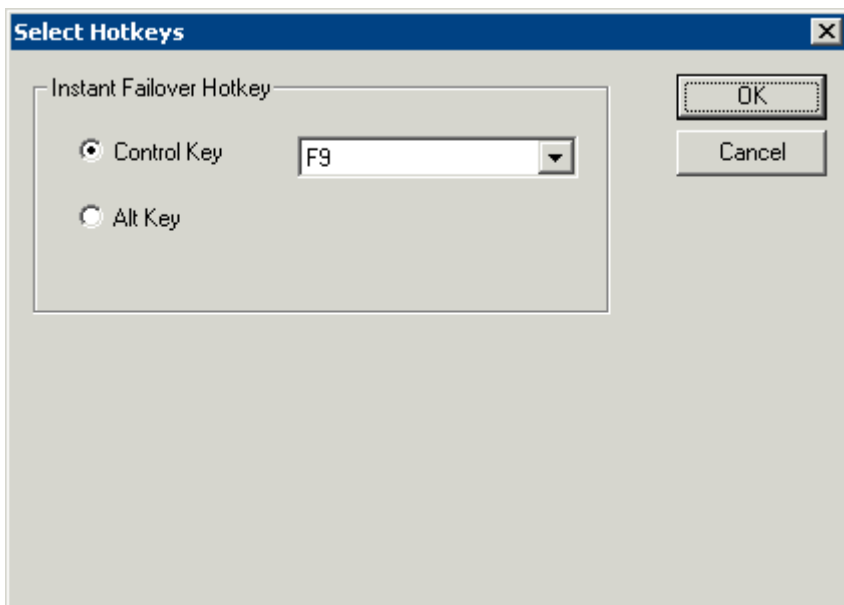 Select Hotkeys
Instant Failover Hotkey
OK
Control Key F9
Cancel
Alt Key